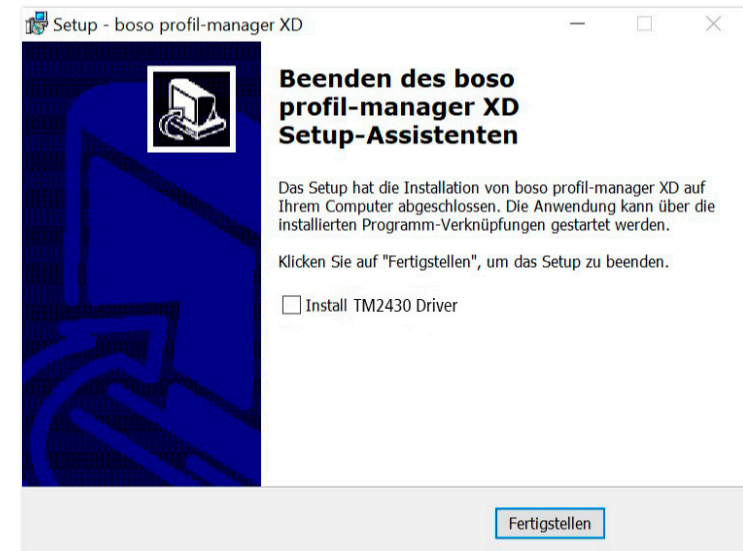 Setup - boso profil-manager XD
Beenden des boso
profil-manager XD
Setup-Assistenten
Das Setup hat die Installation von boso profil-manager XD auf
Ihrem Computer abgeschlossen. Die Anwendung kann über die
installierten Programm-Verknüpfungen gestartet werden.
Klicken Sie auf "Fertigstellen", um das Setup zu beenden.
Install TM2430 Driver
Fertigstellen